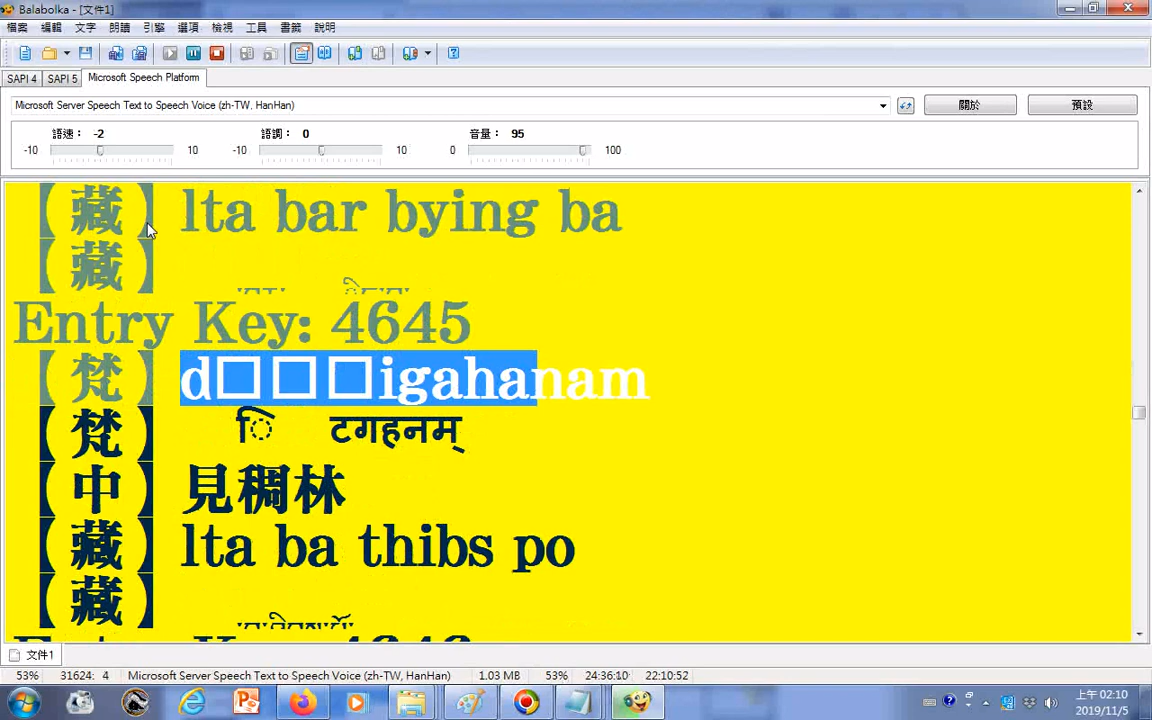 Balabolka - [文件1]
檔案 編輯 文字 朗讀 引擎 選項 檢視 工具 書籤 說明
SAPI 4 SAPI 5 Microsoft Speech Platform
Microsoft Server Speech Text to Speech Voice (zh-TW, HanHan) 關於 預設
語速： -2 語調： 0 音量： 95
-10 10 -10 10 0 100
【藏】 lta bar bying ba
【藏】
Entry Key: 4645
【梵】 d□□□igahanam
【梵】 ि टगहनम्
【中】 見稠林
【藏】 lta ba thibs po
【藏】
Entry Key: 4646
文件1
53% 31624: 4 Microsoft Server Speech Text to Speech Voice (zh-TW, HanHan) 1.03 MB 53% 24:36:10 22:10:52
上午 02:10
2019/11/5